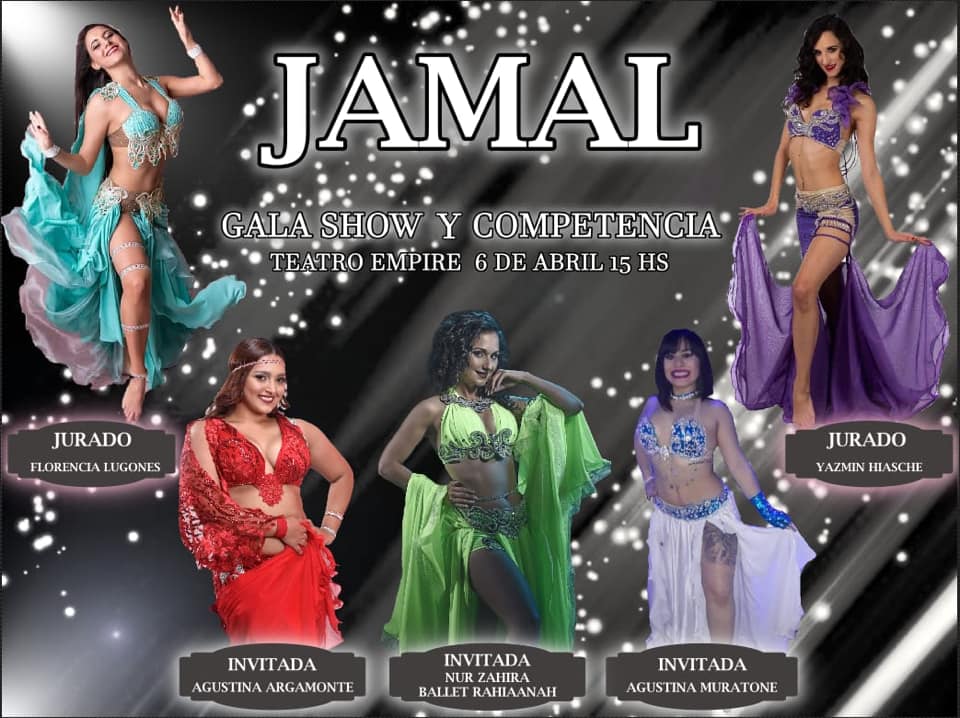 JAMAL
GALA SHOW Y COMPETENCIA
TEATRO EMPIRE 6 DE ABRIL 15 HS
JURADO
FLORENCIA LUGONES
JURADO
YAZMIN HIASCHE
INVITADA
AGUSTINA ARGAMONTE
INVITADA
NUR ZAHIRA
BALLET RAHIAANAH
INVITADA
AGUSTINA MURATONE